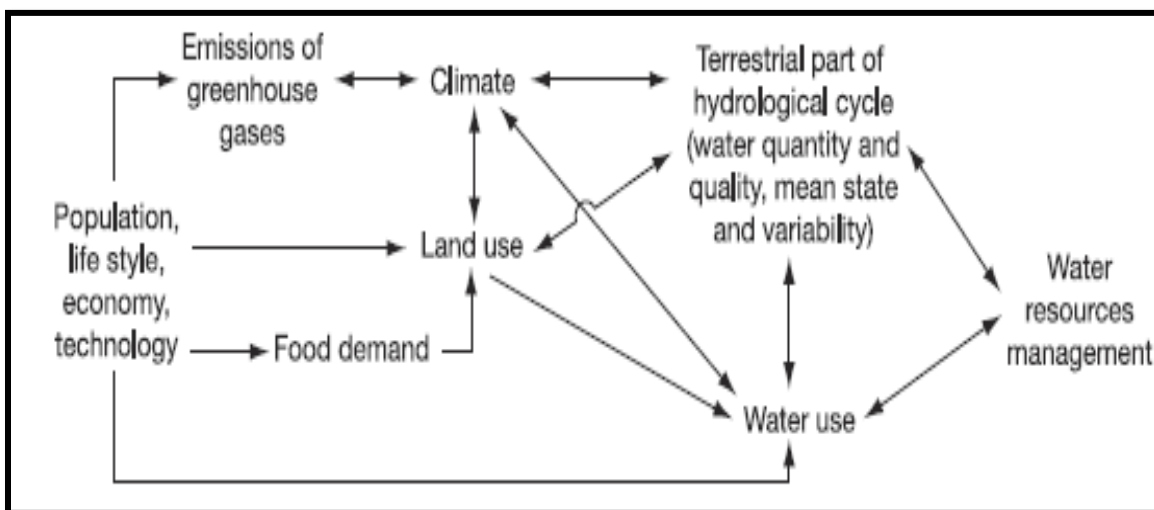 Emissions of
greenhouse
gases
Climate
Terrestrial part of
hydrological cycle
(water quantity and
quality, mean state
and variability)
Population,
life style,
economy,
technology
Land use
Food demand
Water
resources
management
Water use